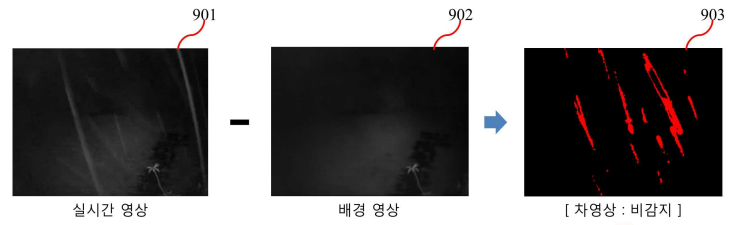 901
902
903
실시간 영상
배경 영상
[ 차영상 : 비감지 ]